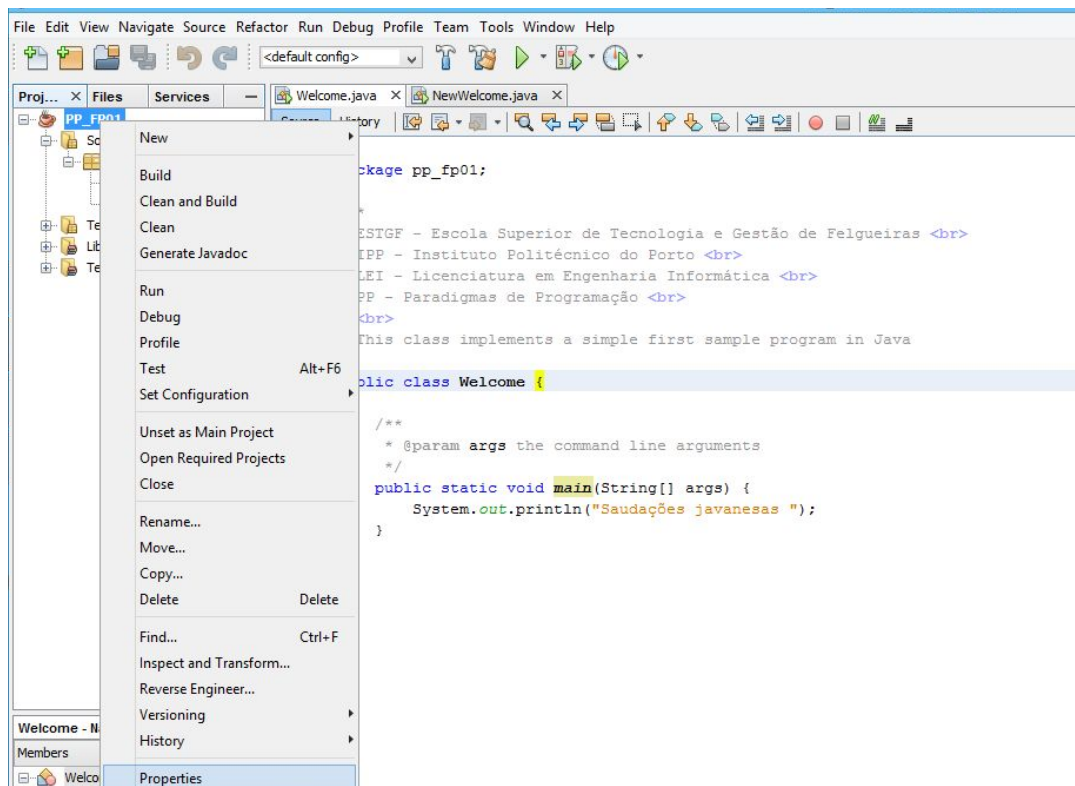 File Edit View Navigate Source Refactor Run Debug Profile Team Tools Window Help
<default config>
Proj... Files Services
Welcome.java NewWelcome.java
PP_FP01
So
Te
Lib
Te
New
Build
Clean and Build
Clean
Generate Javadoc
Run
Debug
Profile
Test Alt+F6
Set Configuration
Unset as Main Project
Open Required Projects
Close
Rename...
Move...
Copy...
Delete Delete
Find... Ctrl+F
Inspect and Transform...
Reverse Engineer...
Versioning
History
Properties
ckage pp_fp01;
*
ESTGF - Escola Superior de Tecnologia e Gestão de Felgueiras <br>
IPP - Instituto Politécnico do Porto <br>
LEI - Licenciatura em Engenharia Informática <br>
PP - Paradigmas de Programação <br>
<br>
This class implements a simple first sample program in Java
blic class Welcome {
/**
* @param args the command line arguments
*/
public static void main(String[] args) {
System.out.println("Saudações javanesas ");
}
Welcome - N
Members
Welco